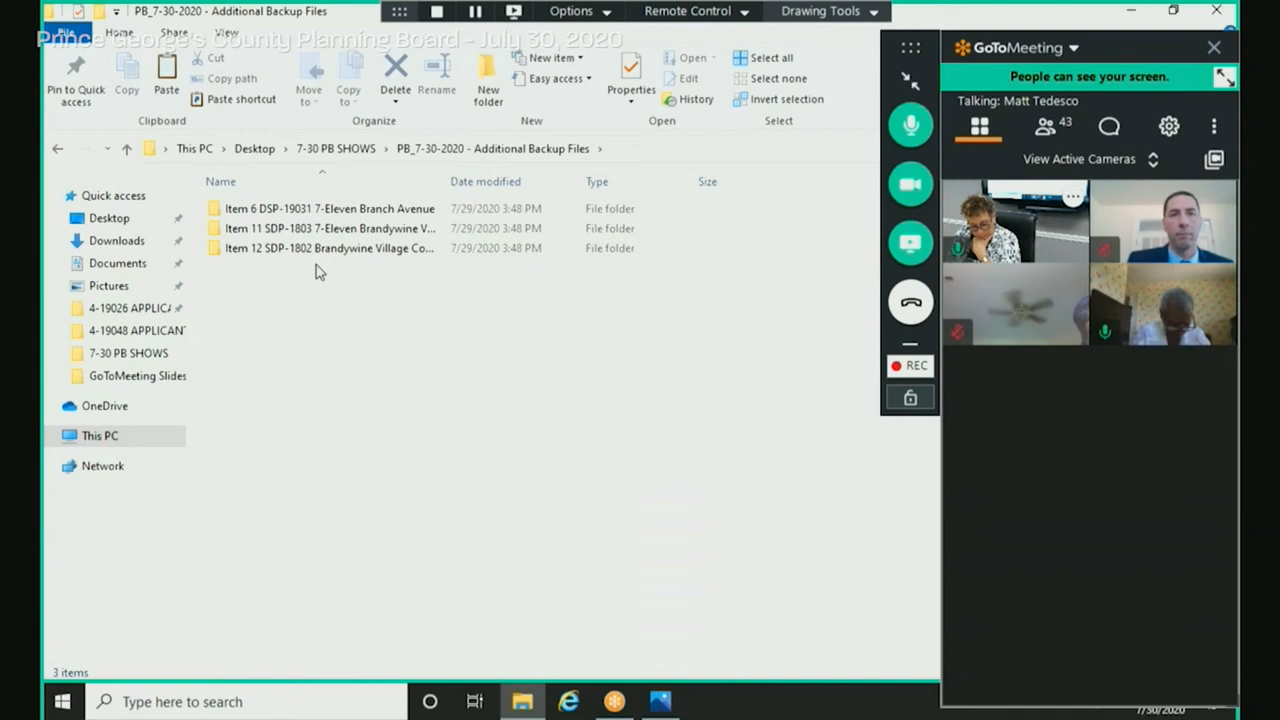 PB_7-30-2020 - Additional Backup Files
Options
Remote Control
Drawing Tools
Prince George's County Planning Board - July 30, 2020
File
Home
Share
View
Pin to Quick access
Copy
Paste
Cut
Copy path
Paste shortcut
Move to
Copy to
Delete
Rename
New folder
New item
Easy access
Properties
Open
Edit
History
Select all
Select none
Invert selection
Clipboard
Organize
New
Open
Select
This PC
Desktop
7-30 PB SHOWS
PB_7-30-2020 - Additional Backup Files
Name
Date modified
Type
Size
Item 6 DSP-19031 7-Eleven Branch Avenue
7/29/2020 3:48 PM
File folder
Item 11 SDP-1803 7-Eleven Brandywine V...
7/29/2020 3:48 PM
File folder
Item 12 SDP-1802 Brandywine Village Co...
7/29/2020 3:48 PM
File folder
Quick access
Desktop
Downloads
Documents
Pictures
4-19026 APPLICA
4-19048 APPLICANT
7-30 PB SHOWS
GoToMeeting Slides
OneDrive
This PC
Network
3 items
Type here to search
REC
GoToMeeting
People can see your screen.
Talking: Matt Tedesco
43
View Active Cameras
7/30/2020